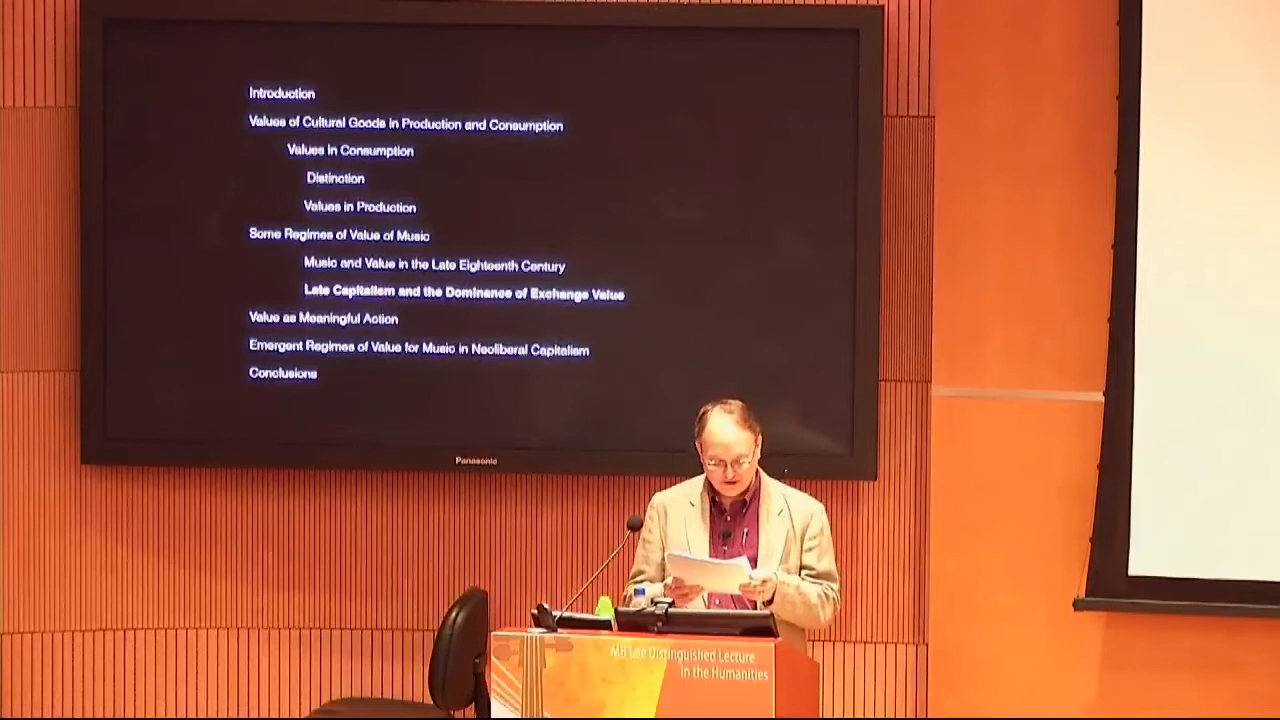 Introduction
Values of Cultural Goods in Production and Consumption
Values in Consumption
Distinction
Values in Production
Some Regimes of Value of Music
Music and Value in the Late Eighteenth Century
Late Capitalism and the Dominance of Exchange Value
Value as Meaningful Action
Emergent Regimes of Value for Music in Neoliberal Capitalism
Conclusions
Panasonic
MB Lee Distinguished Lecture
in the Humanities